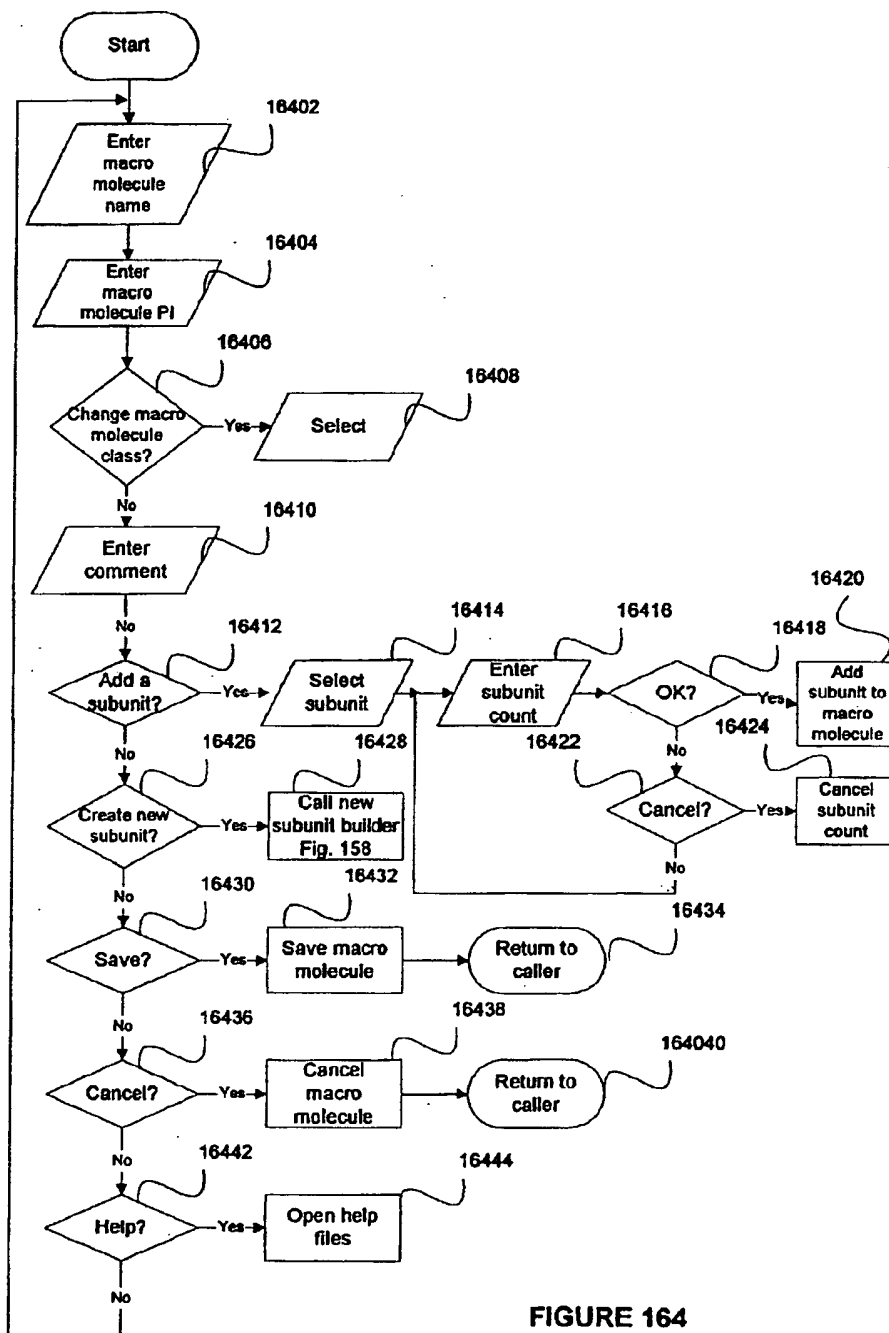 Start
16402
Enter
macro
molecule
name
16404
Enter
macro
molecule PI
16406
Change macro
molecule
class?
Yes
16408
Select
No
16410
Enter
comment
No
16412
Add a
subunit?
Yes
16414
Select
subunit
16416
Enter
subunit
count
16418
OK?
Yes
16420
Add
subunit to
macro
molecule
No
16422
Cancel?
Yes
16424
Cancel
subunit
count
No
No
16426
Create new
subunit?
Yes
16428
Call new
subunit builder
Fig. 158
No
16430
Save?
Yes
16432
Save macro
molecule
16434
Return to
caller
No
16436
Cancel?
Yes
16438
Cancel
macro
molecule
164040
Return to
caller
No
16442
Help?
Yes
16444
Open help
files
No
FIGURE 164